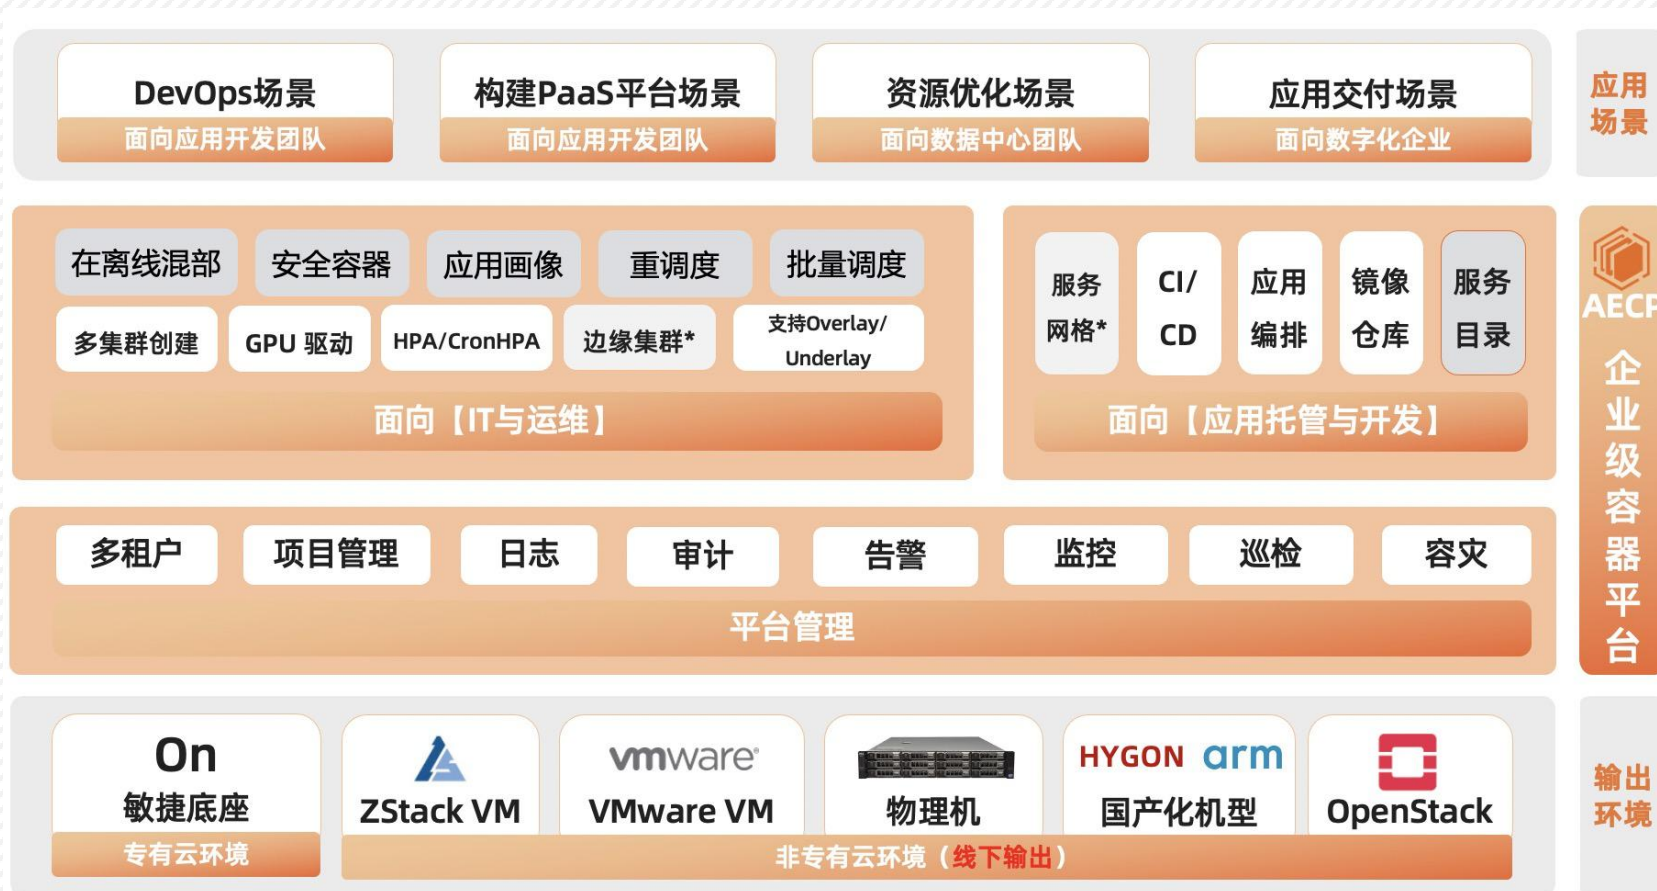 DevOps场景
面向应用开发团队
构建PaaS平台场景
面向应用开发团队
资源优化场景
面向数据中心团队
应用交付场景
面向数字化企业
应用
场景
在离线混部
安全容器
应用画像
重调度
批量调度
多集群创建
GPU 驱动
HPA/CronHPA
边缘集群*
支持Overlay/
Underlay
面向【IT与运维】
服务
网格*
CI/
CD
应用
编排
镜像
仓库
服务
目录
面向【应用托管与开发】
AECP
企
业
级
容
器
平
台
多租户
项目管理
日志
审计
告警
监控
巡检
容灾
平台管理
On
敏捷底座
专有云环境
ZStack VM
vmware®
VMware VM
物理机
HYGON arm
国产化机型
OpenStack
非专有云环境（线下输出）
输出
环境